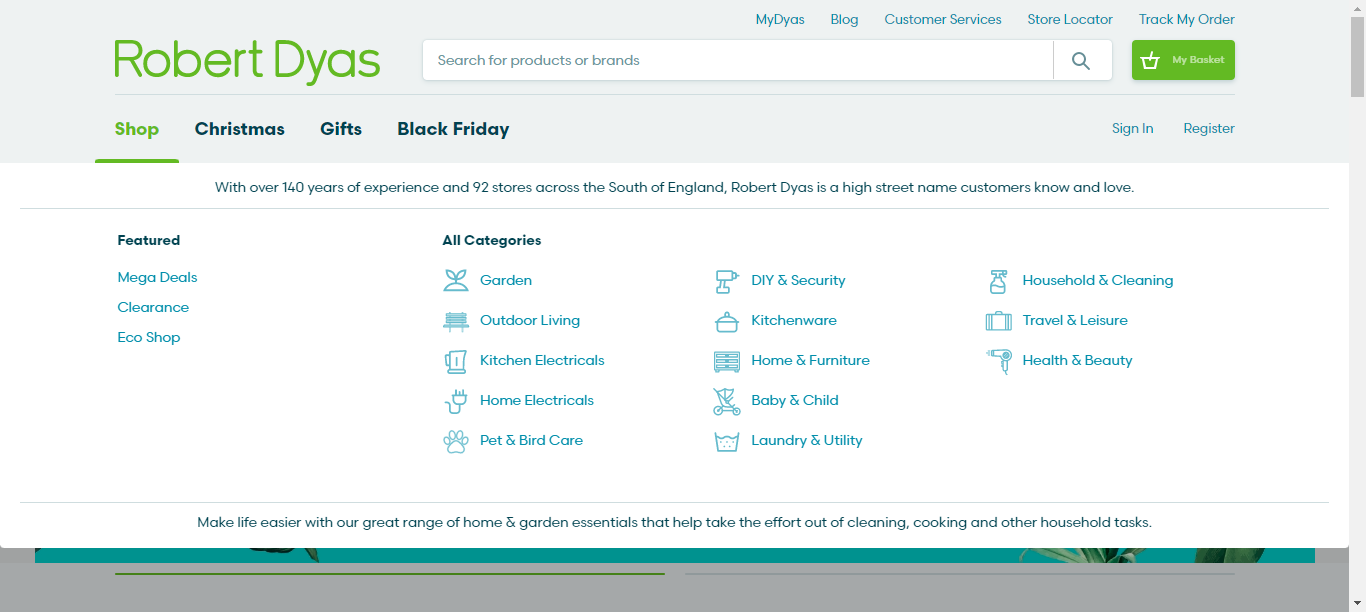 MyDyas Blog Customer Services Store Locator Track My Order
Robert Dyas
Search for products or brands
My Basket
Shop Christmas Gifts Black Friday
Sign In Register
With over 140 years of experience and 92 stores across the South of England, Robert Dyas is a high street name customers know and love.
Featured
Mega Deals
Clearance
Eco Shop
All Categories
Garden
Outdoor Living
Kitchen Electricals
Home Electricals
Pet & Bird Care
DIY & Security
Kitchenware
Home & Furniture
Baby & Child
Laundry & Utility
Household & Cleaning
Travel & Leisure
Health & Beauty
Make life easier with our great range of home & garden essentials that help take the effort out of cleaning, cooking and other household tasks.